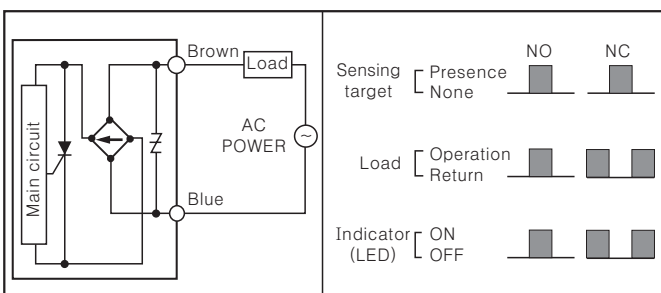 Main circuit
Brown
Load
AC
POWER
~
Blue
NO NC
Sensing
target
Presence
None
Load
Operation
Return
Indicator
(LED)
ON
OFF